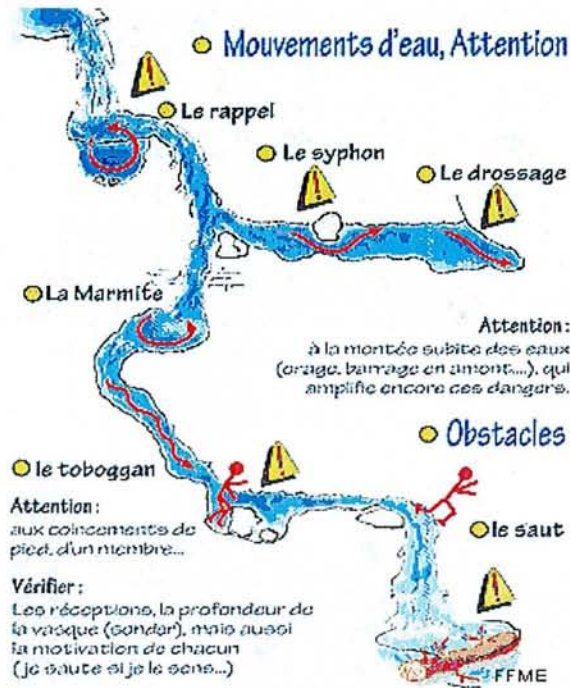 Mouvements d'eau, Attention
Le rappel
Le syphon
Le drossage
La Marmite
Attention :
à la montée subite des eaux
(orage, barrage en amont...), qui
amplifie encore ces dangers.
Obstacles
le toboggan
le saut
Attention :
aux coincements de
pied, d'un membre...
Vérifier :
Les réceptions, la profondeur de
la vasque (sonder), mais aussi
la motivation de chacun
(je saute si je le sens...)
FFME